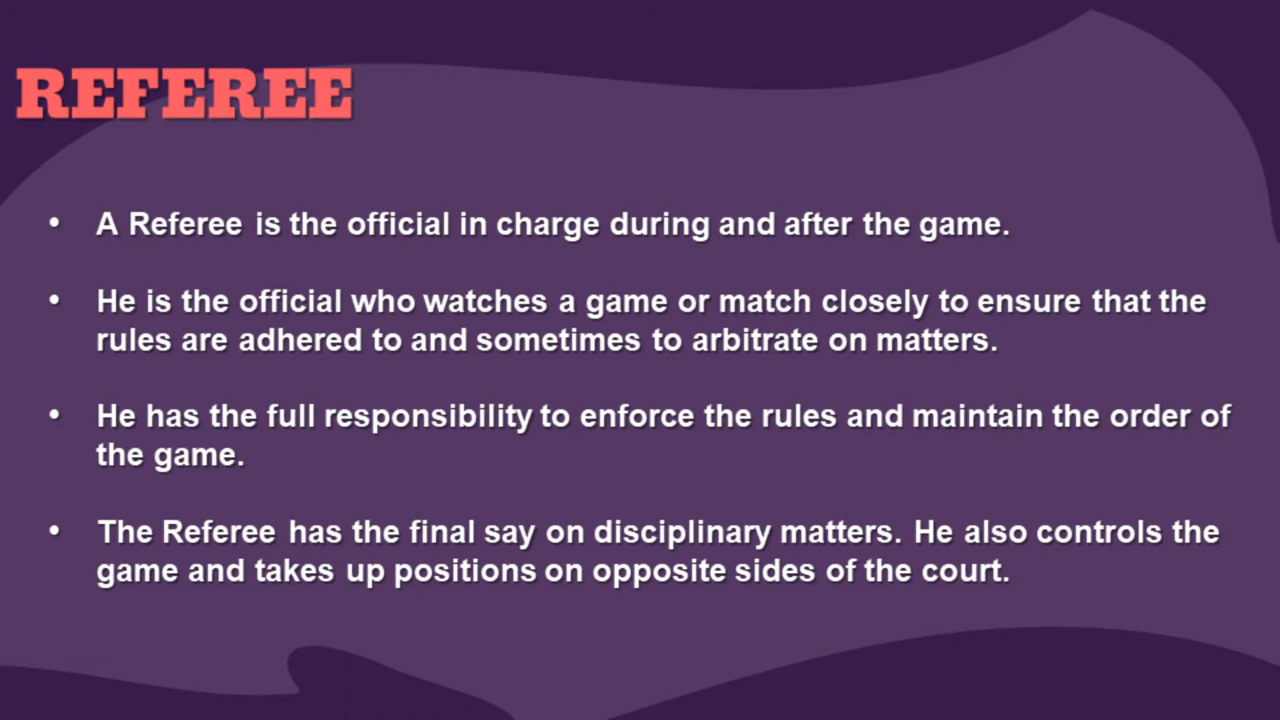 REFEREE
• A Referee is the official in charge during and after the game.
• He is the official who watches a game or match closely to ensure that the
rules are adhered to and sometimes to arbitrate on matters.
• He has the full responsibility to enforce the rules and maintain the order of
the game.
• The Referee has the final say on disciplinary matters. He also controls the
game and takes up positions on opposite sides of the court.